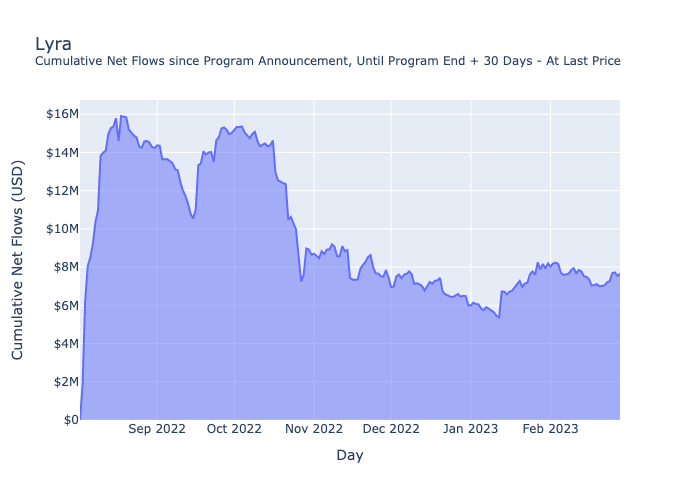 Lyra
Cumulative Net Flows since Program Announcement, Until Program End + 30 Days - At Last Price
Cumulative Net Flows (USD)
$16M
$14M
$12M
$10M
$8M
$6M
$4M
$2M
$0
Sep 2022 Oct 2022 Nov 2022 Dec 2022 Jan 2023 Feb 2023
Day